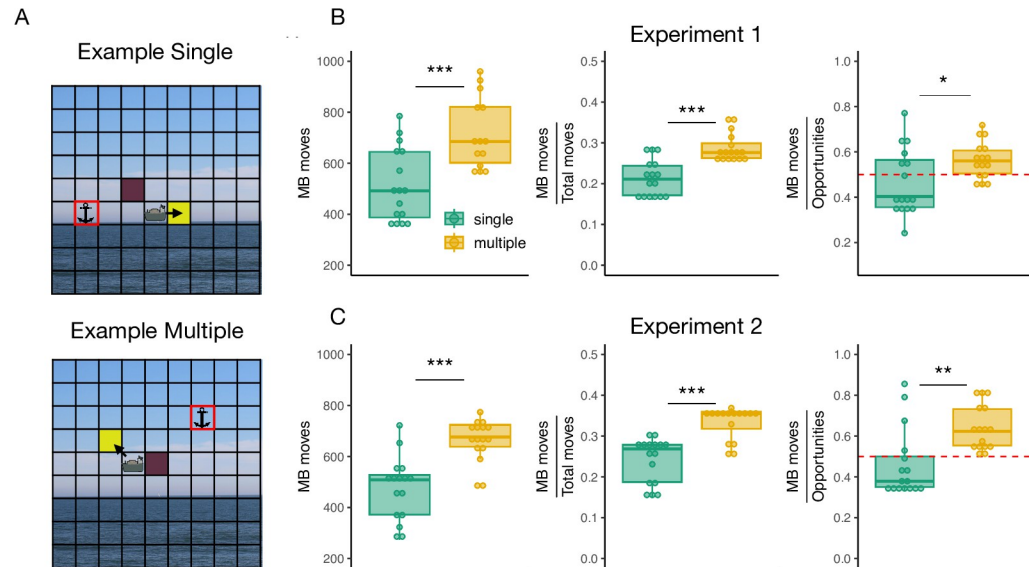 A
Example Single
Example Multiple
B
Experiment 1
MB moves
1000
800
600
400
200
***
single
multiple
MB moves
Total moves
0.5
0.4
0.3
0.2
0.1
0.0
***
MB moves
Opportunities
1.0
0.8
0.6
0.4
0.2
*
C
Experiment 2
MB moves
1000
800
600
400
200
***
MB moves
Total moves
0.5
0.4
0.3
0.2
0.1
0.0
***
MB moves
Opportunities
1.0
0.8
0.6
0.4
0.2
0.0
**